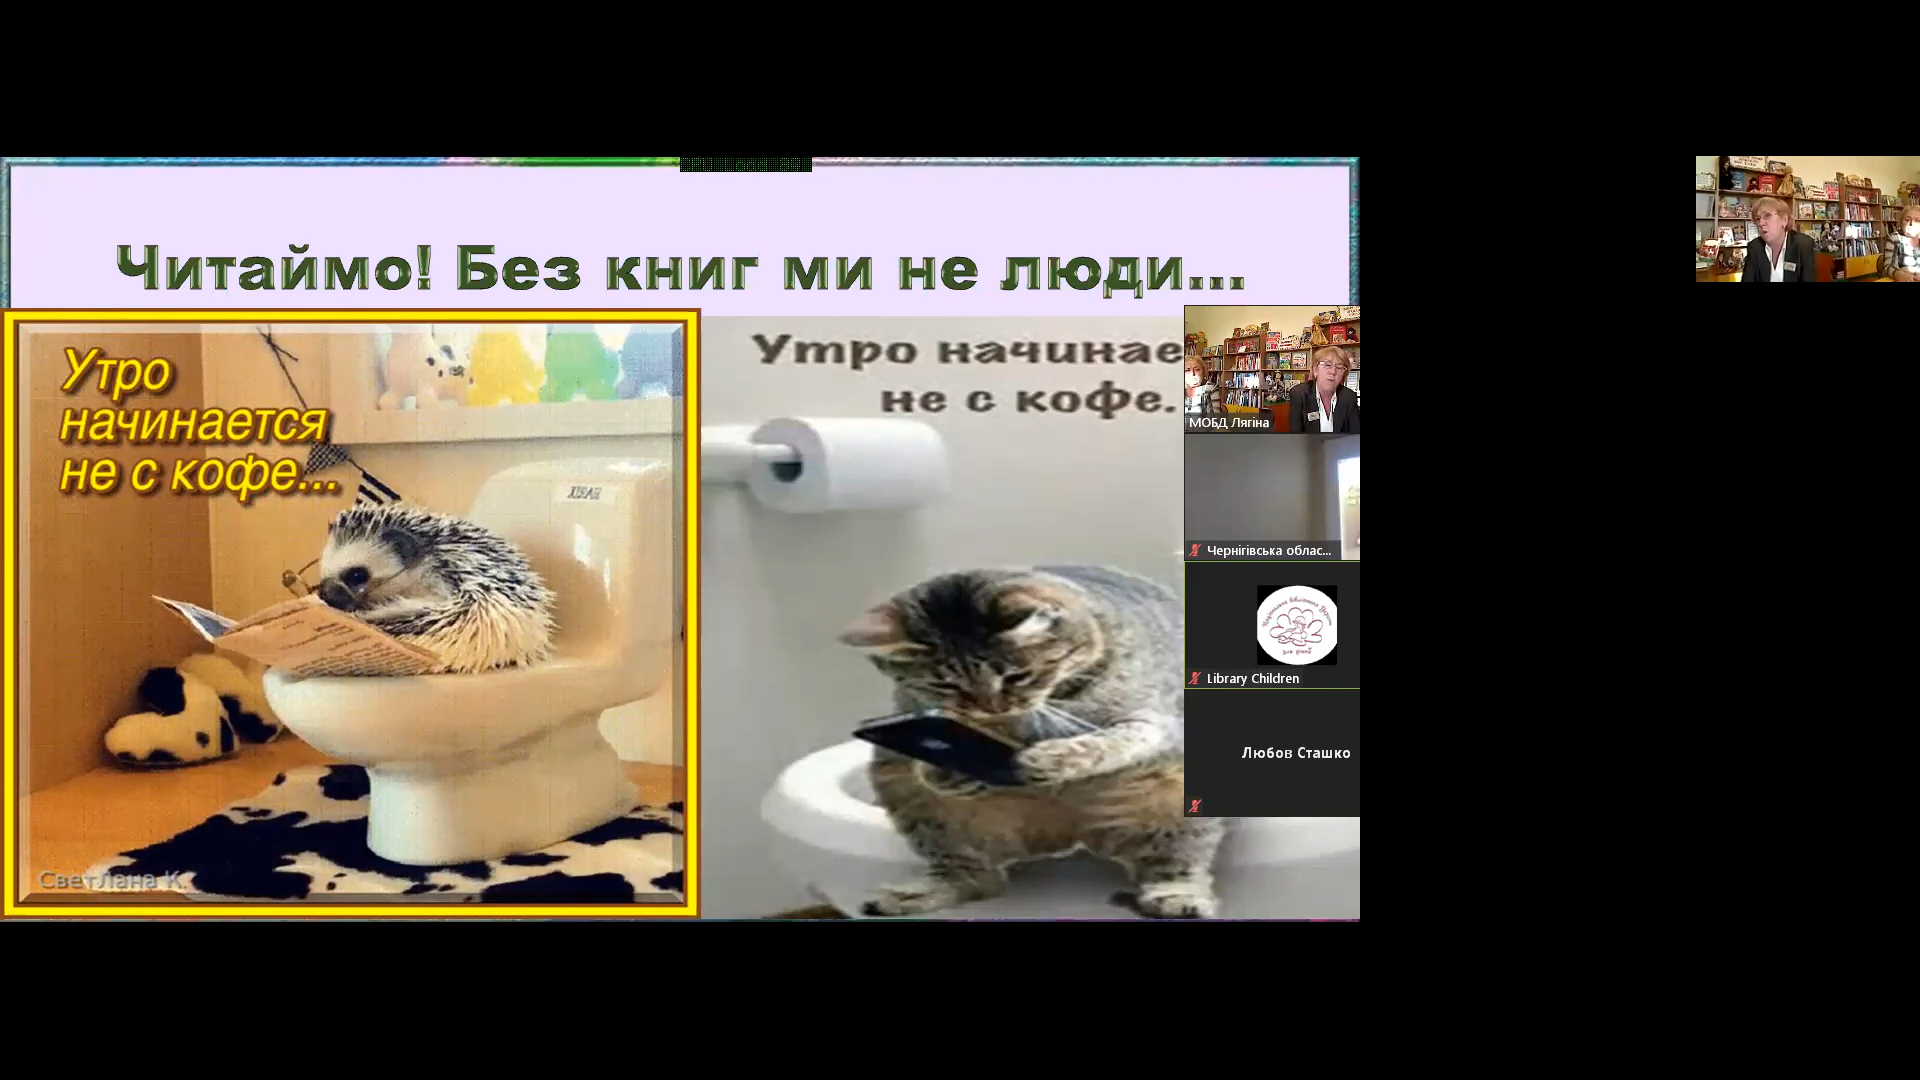 Читаймо! Без книг ми не люди...
Утро
начинается
не с кофе...
СветЛана К.
Утро начинае
не с кофе.
МОБД Лягіна
Чернігівська облас...
Library Children
Любов Сташко